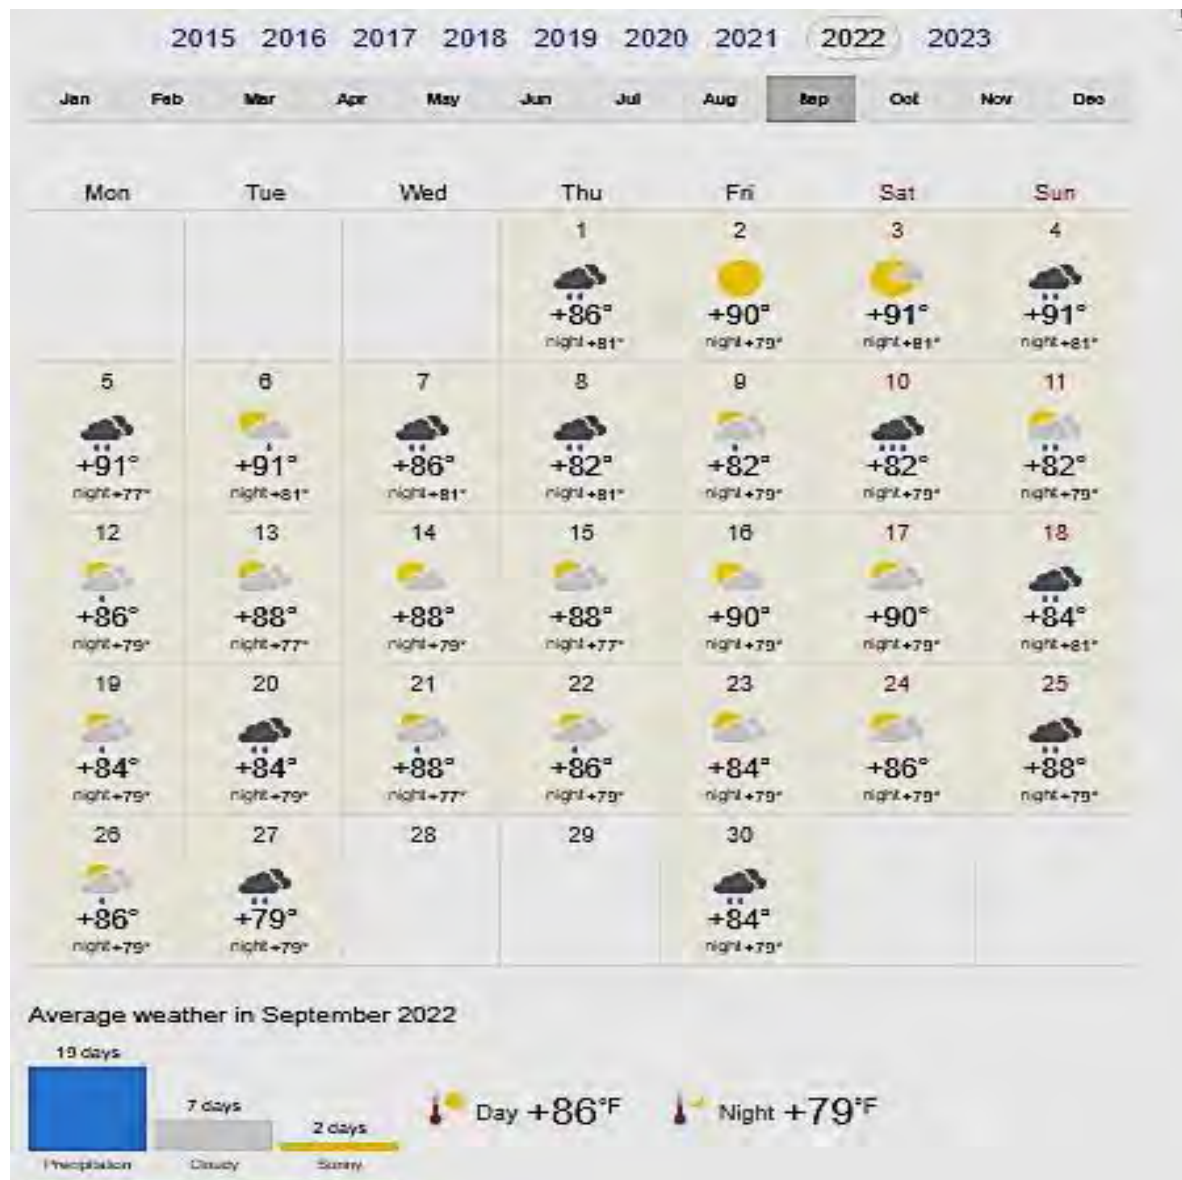 2015 2016 2017 2018 2019 2020 2021 2022 2023
Jan Feb Mar Apr May Jun Jul Aug Sep Oct Nov Dec
Mon Tue Wed Thu Fri Sat Sun
1 2 3 4
+86° +90° +91° +91°
night +81° night +79° night +81° night +81°
5 6 7 8 9 10 11
+91° +91° +86° +82° +82° +82° +82°
night +77° night +81° night +81° night +81° night +79° night +79° night +79°
12 13 14 15 16 17 18
+86° +88° +88° +88° +90° +90° +84°
night +79° night +77° night +79° night +77° night +79° night +79° night +81°
19 20 21 22 23 24 25
+84° +84° +88° +86° +84° +86° +88°
night +79° night +79° night +77° night +79° night +79° night +79° night +79°
26 27 28 29 30
+86° +79° +84°
night +79° night +79° night +79°
Average weather in September 2022
19 days
7 days
2 days
Day +86°F Night +79°F
Precipitation Cloudy Sunny